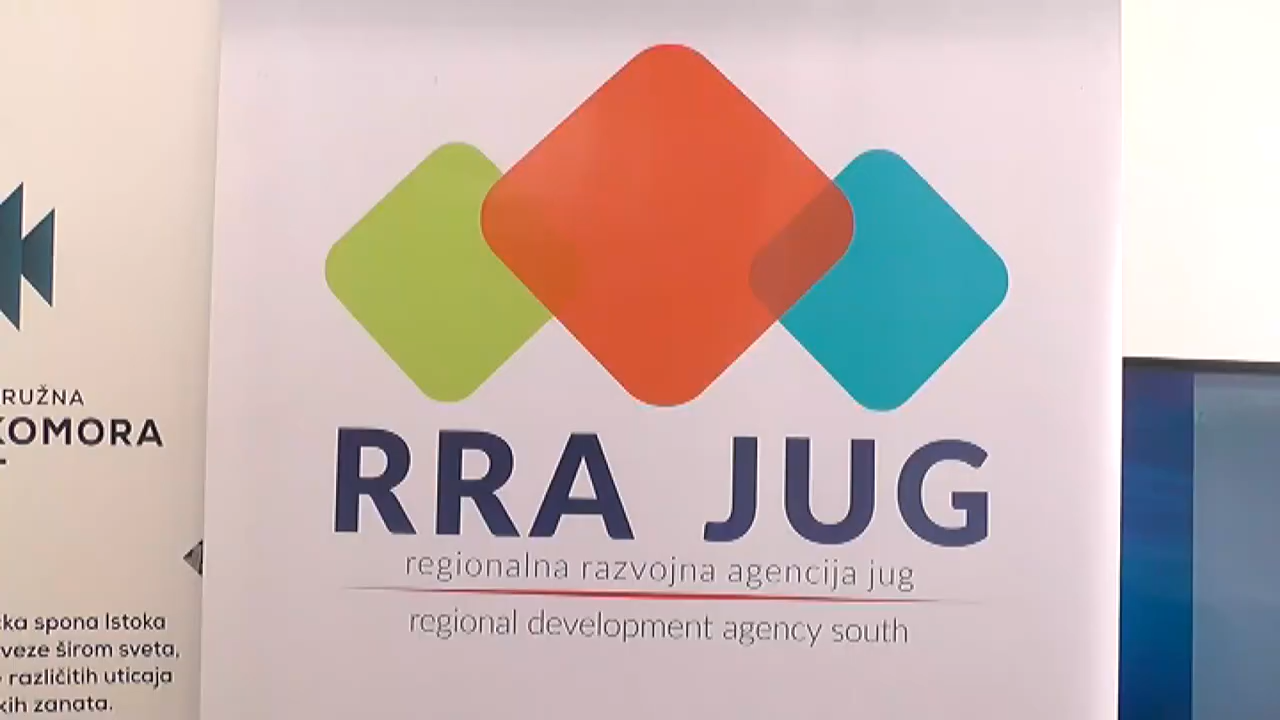 KOMORA
spona Istoka
veze širom sveta,
različitih uticaja
zanata.
RRA JUG
regionalna razvojna agencija jug
regional development agency south